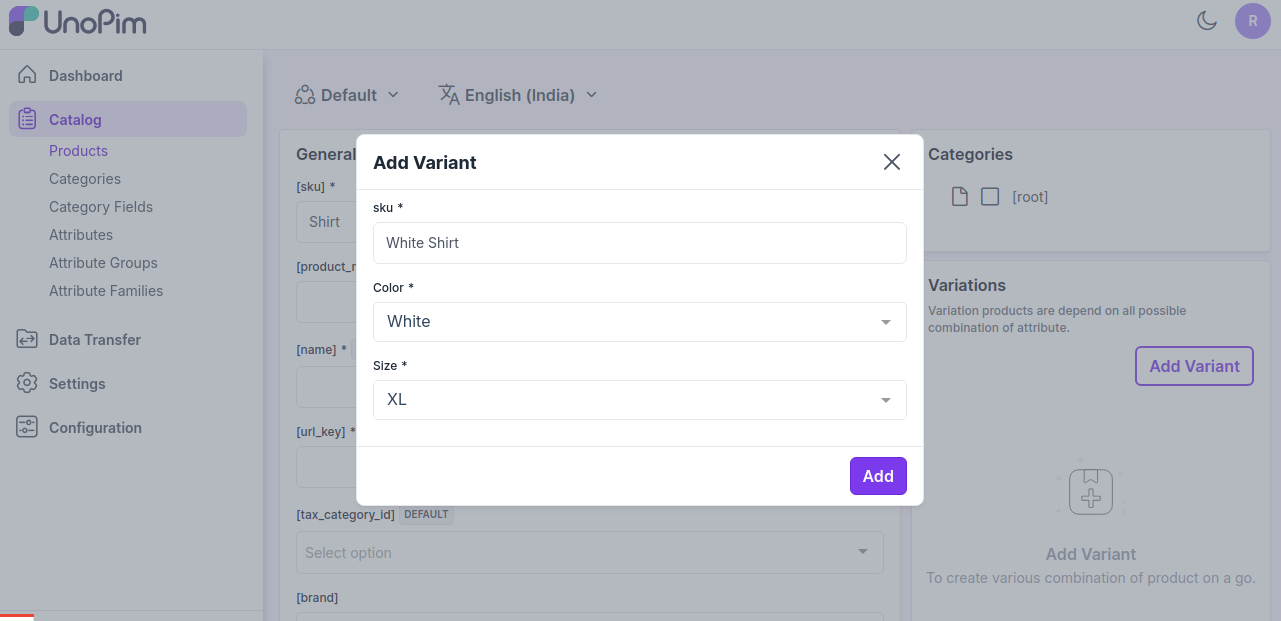 UnoPim
R
Dashboard
Catalog
Products
Categories
Category Fields
Attributes
Attribute Groups
Attribute Families
Data Transfer
Settings
Configuration
Default
English (India)
General
[sku] *
Shirt
[name] *
[url_key] *
[tax_category_id] DEFAULT
Select option
[brand]
Add Variant
sku *
White Shirt
Color *
White
Size *
XL
Add
Categories
[root]
Variations
Variation products are depend on all possible
combination of attribute.
Add Variant
Add Variant
To create various combination of product on a go.